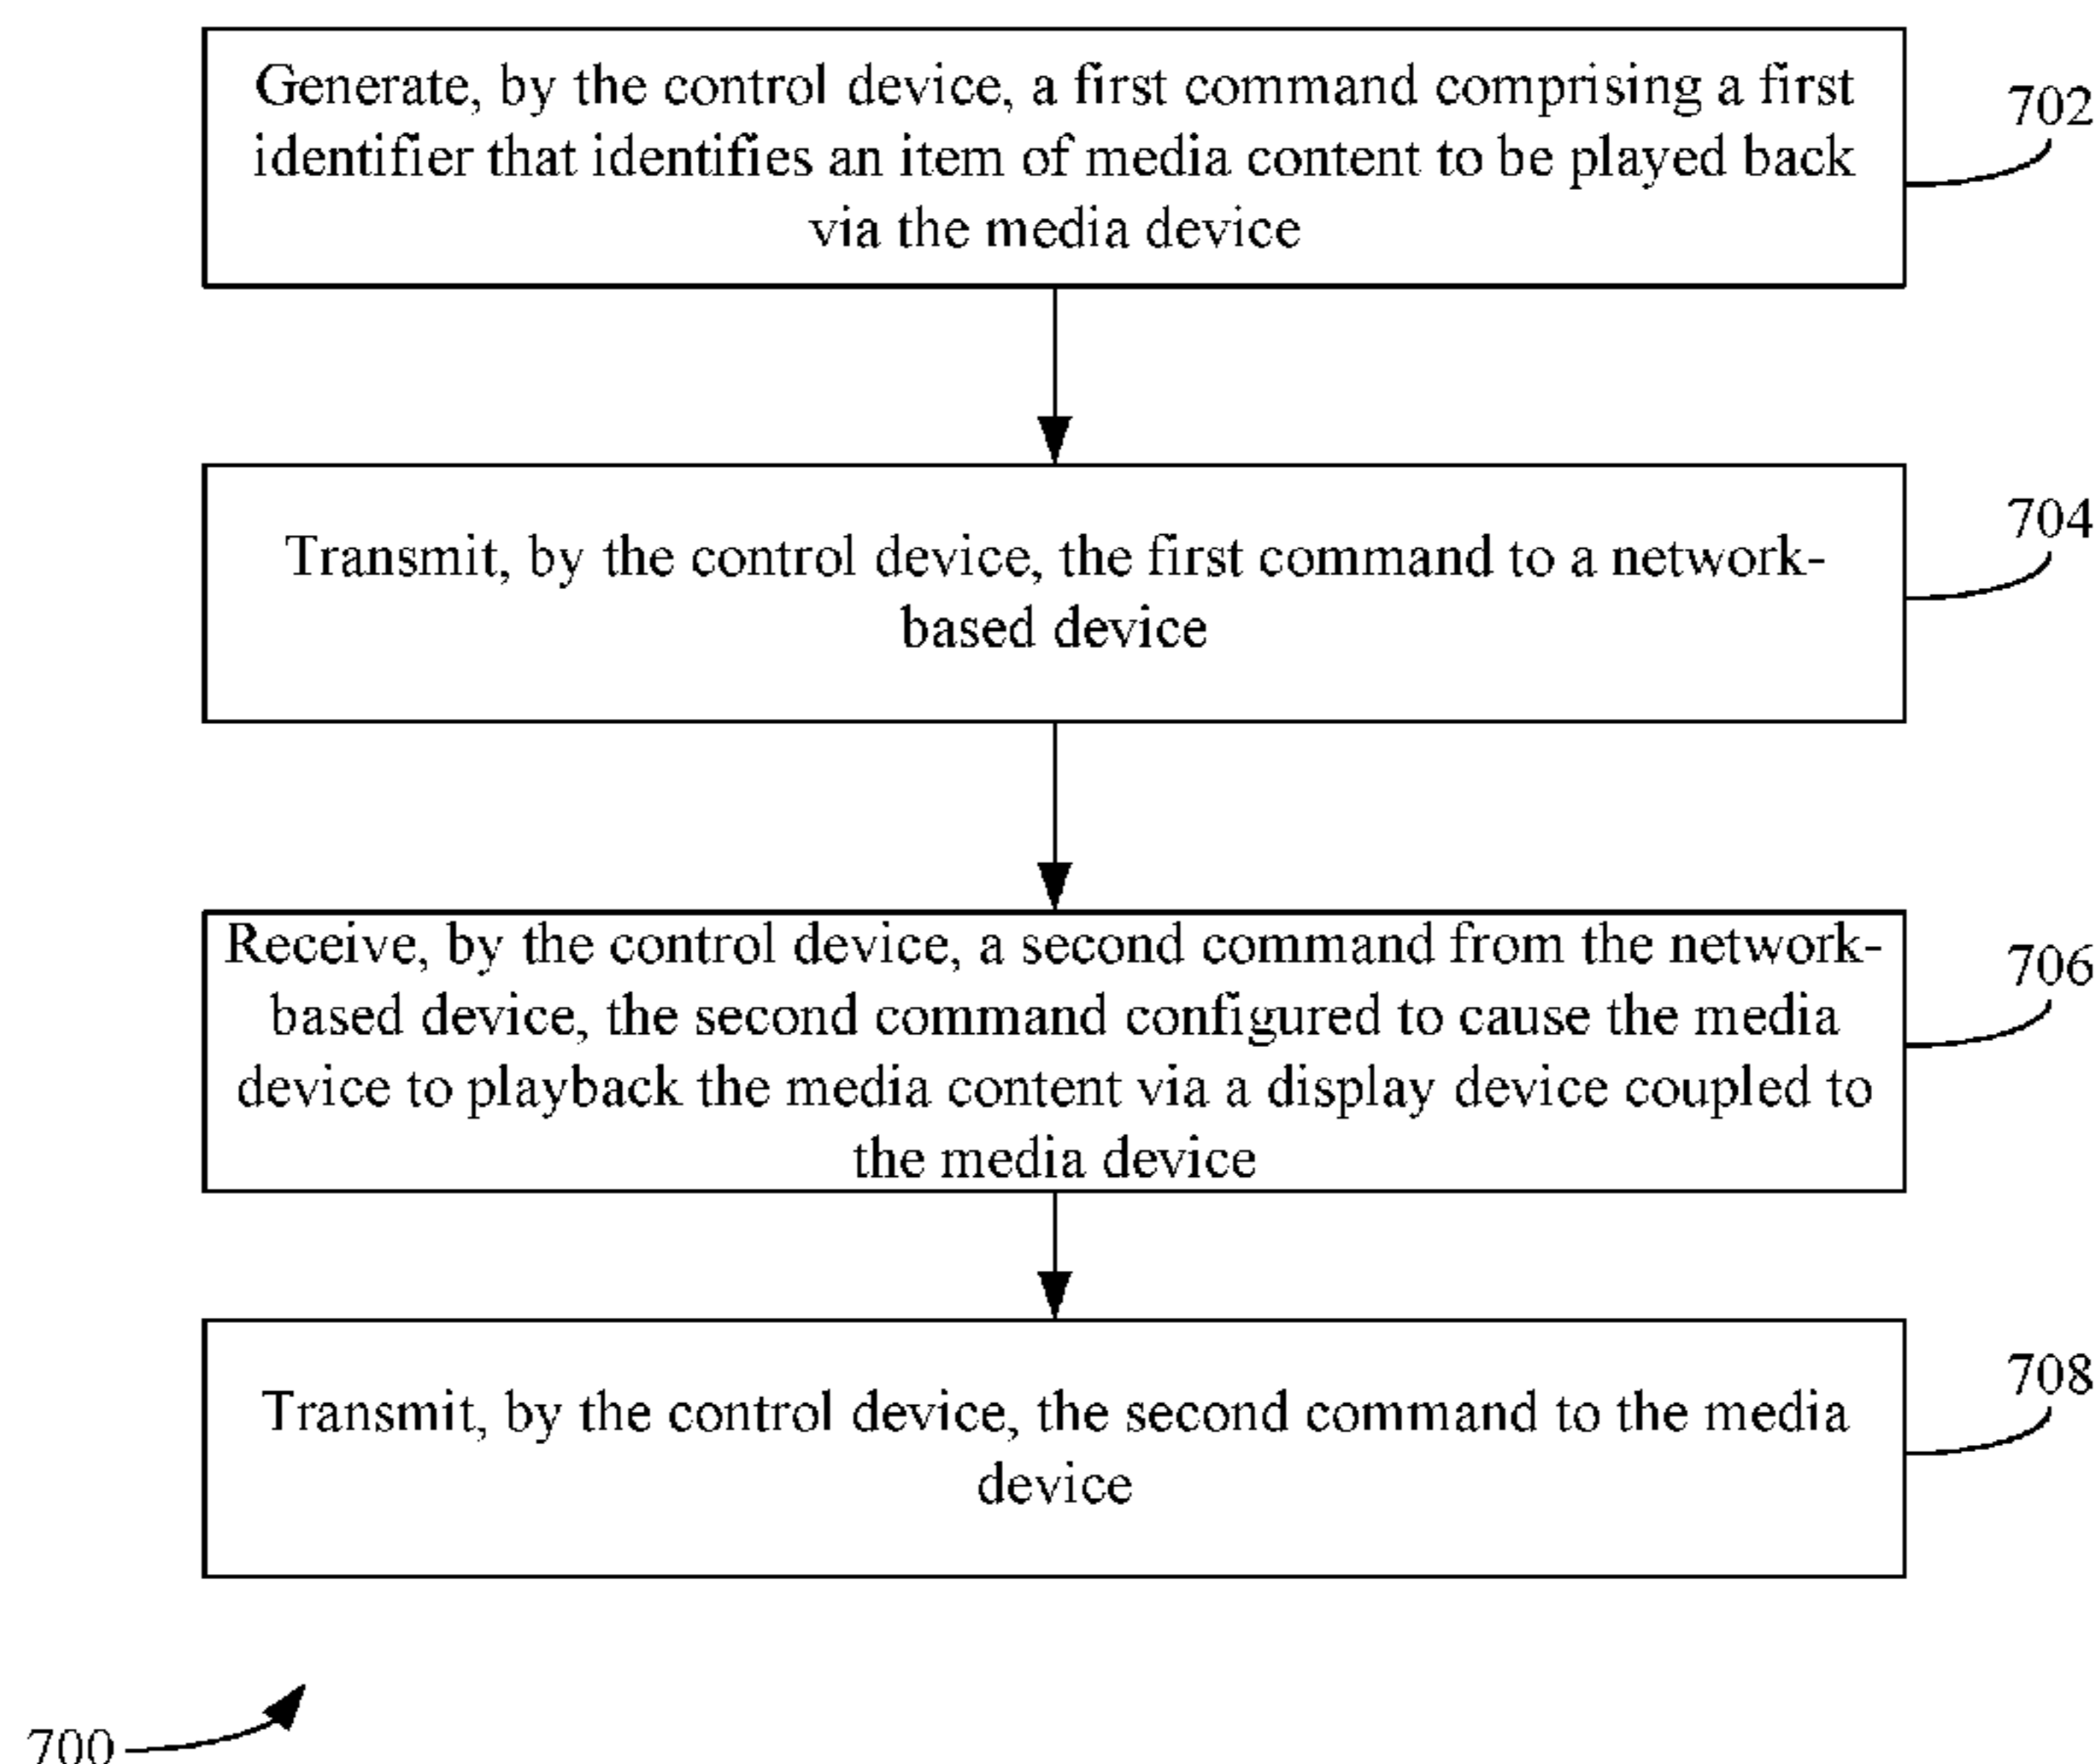 Generate, by the control device, a first command comprising a first
identifier that identifies an item of media content to be played back
via the media device
702
Transmit, by the control device, the first command to a network-
based device
704
Receive, by the control device, a second command from the network-
based device, the second command configured to cause the media
device to playback the media content via a display device coupled to
the media device
706
Transmit, by the control device, the second command to the media
device
708
700